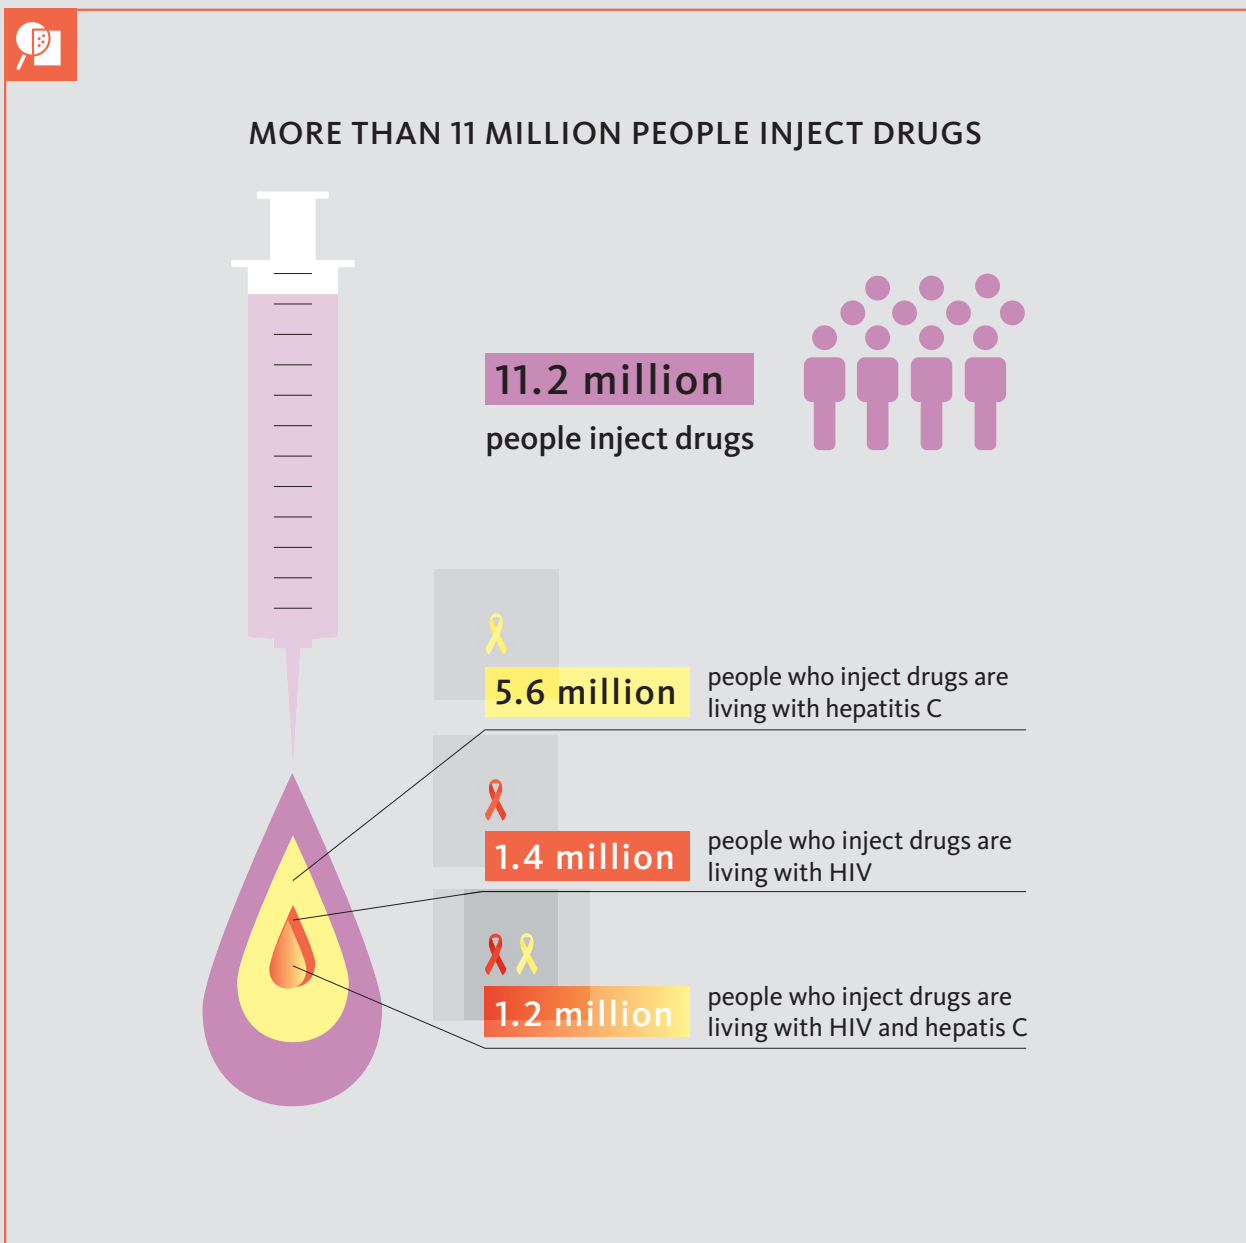 MORE THAN 11 MILLION PEOPLE INJECT DRUGS
11.2 million
people inject drugs
5.6 million
people who inject drugs are
living with hepatitis C
1.4 million
people who inject drugs are
living with HIV
1.2 million
people who inject drugs are
living with HIV and hepatis C